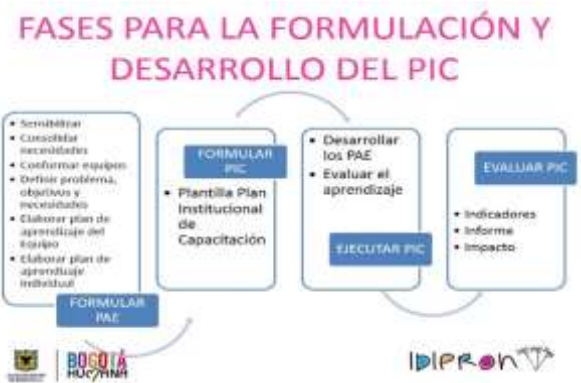 FASES PARA LA FORMULACIÓN Y
DESARROLLO DEL PIC
• Sensibilizar
• Consolidar
necesidades
• Conformar equipos
• Definir problema,
objetivos y
necesidades
• Elaborar plan de
aprendizaje del
Equipo
• Elaborar plan de
aprendizaje
individual
FORMULAR
PAE
FORMULAR
PIC
• Plantilla Plan
Institucional
de
Capacitación
• Desarrollar
los PAE
• Evaluar el
aprendizaje
EJECUTAR PIC
EVALUAR PIC
• Indicadores
• Informe
• Impacto
BOGOTÁ
HUCMANA
IDIPRON